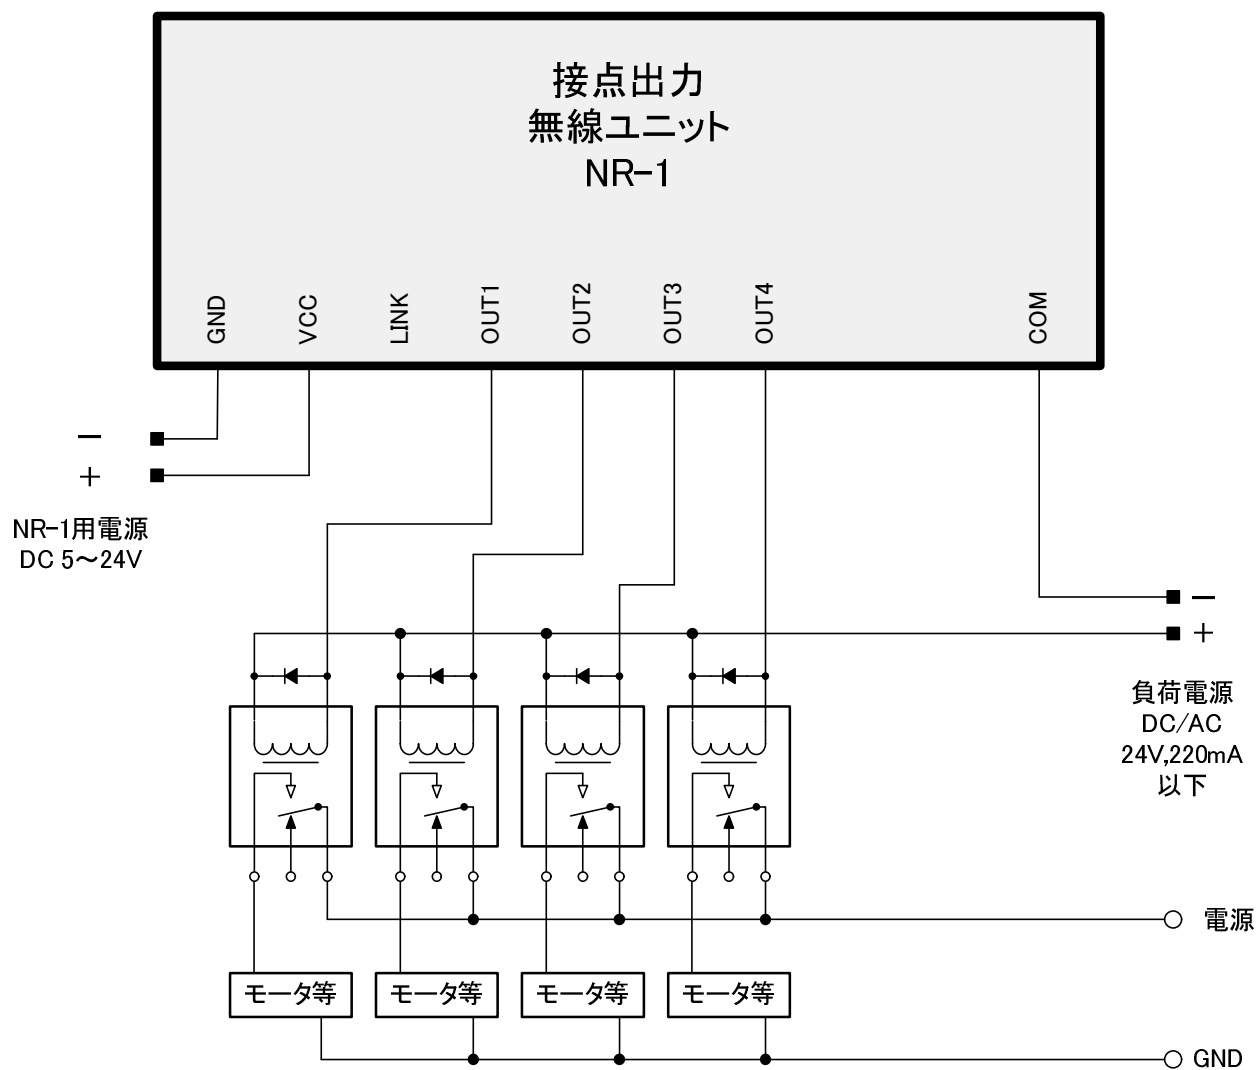 接点出力
無線ユニット
NR-1
GND
VCC
LINK
OUT1
OUT2
OUT3
OUT4
COM
－
＋
NR-1用電源
DC 5～24V
－
＋
負荷電源
DC/AC
24V,220mA
以下
電源
モータ等
モータ等
モータ等
モータ等
GND